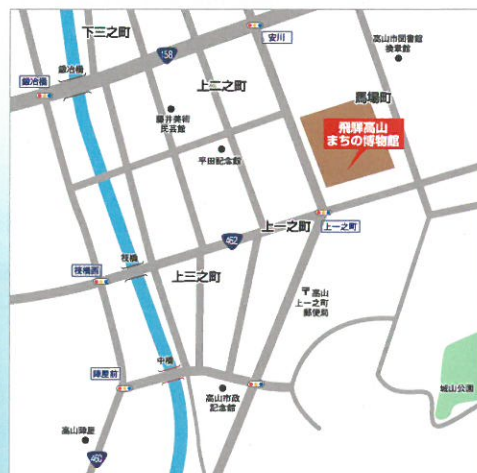 下三之町
安川
158
高山市図書館
換章館
鍛冶橋
鍛冶橋
上二之町
馬場町
藤井美術
民芸館
飛騨高山
まちの博物館
平田記念館
上一之町
上一之町
462
筏橋
筏橋西
上三之町
〒高山
上一之町
郵便局
中橋
陣屋前
城山公園
高山市政
記念館
高山陣屋
462